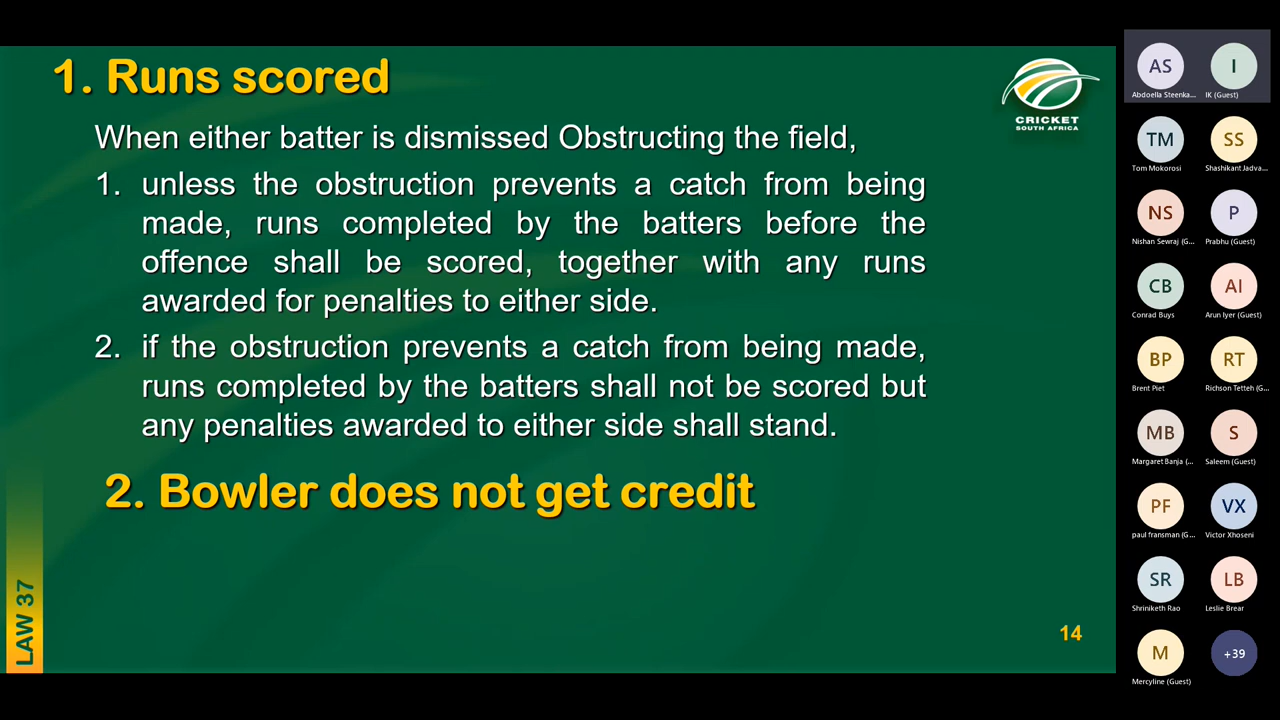 1. Runs scored
When either batter is dismissed Obstructing the field,
1. unless the obstruction prevents a catch from being
made, runs completed by the batters before the
offence shall be scored, together with any runs
awarded for penalties to either side.
2. if the obstruction prevents a catch from being made,
runs completed by the batters shall not be scored but
any penalties awarded to either side shall stand.
2. Bowler does not get credit
LAW 37
14
CRICKET
SOUTH AFRICA
AS
I
Abdoella Steenka...
IK (Guest)
TM
SS
Tom Mokorosi
Shashikant Jadva...
NS
P
Nishan Sewraj (G...
Prabhu (Guest)
CB
AI
Conrad Buys
Arun Iyer (Guest)
BP
RT
Brent Piet
Richson Tetteh (G...
MB
S
Margaret Banja (...
Saleem (Guest)
PF
VX
paul fransman (G...
Victor Xhoseni
SR
LB
Shriniketh Rao
Leslie Brear
M
+39
Mercyline (Guest)